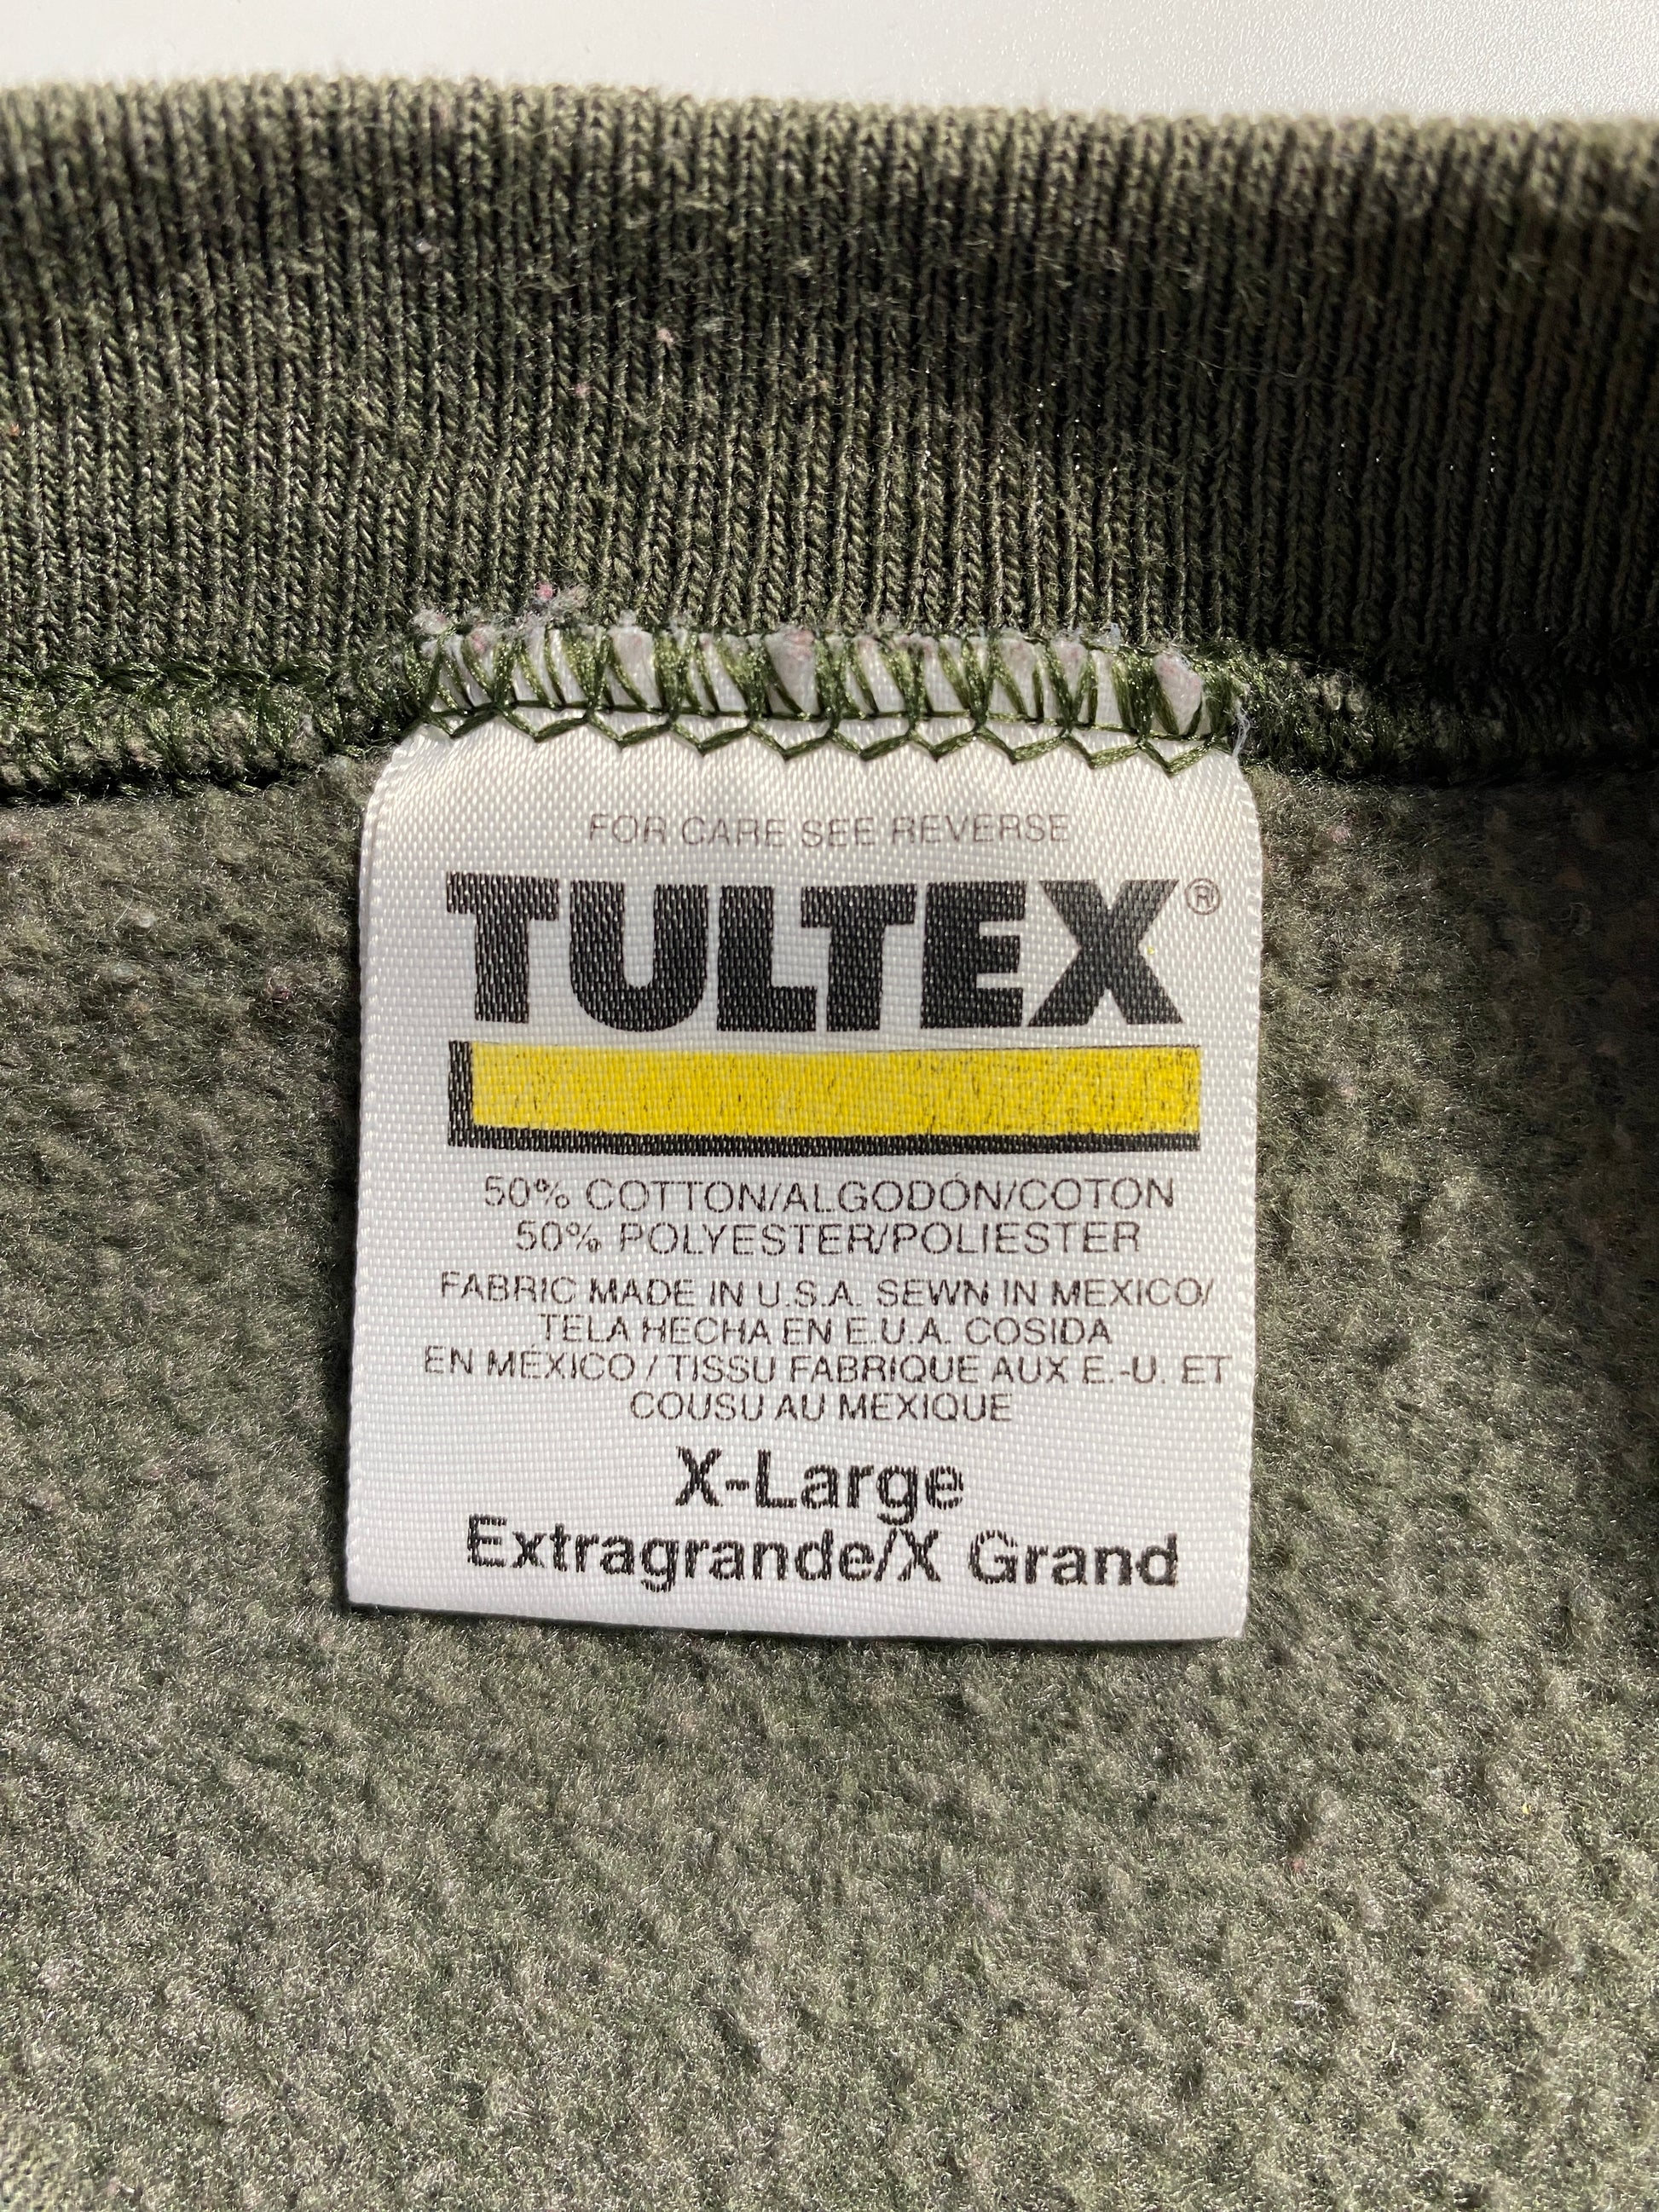 FOR CARE SEE REVERSE
TULTEX®
50% COTTON/ALGODÓN/COTON
50% POLYESTER/POLIESTER
FABRIC MADE IN U.S.A. SEWN IN MEXICO/
TELA HECHA EN E.U.A. COSIDA
EN MÉXICO / TISSU FABRIQUE AUX E.-U. ET
COUSU AU MEXIQUE
X-Large
Extragrande/X Grand